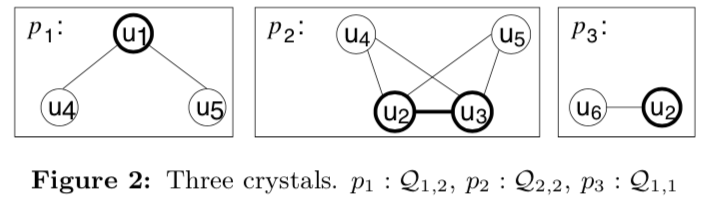 p₁: u1 u4 u5
p₂: u4 u5 u2 u3
p₃: u6 u2
Figure 2: Three crystals. p₁ : 𝒬₁,₂, p₂ : 𝒬₂,₂, p₃ : 𝒬₁,₁